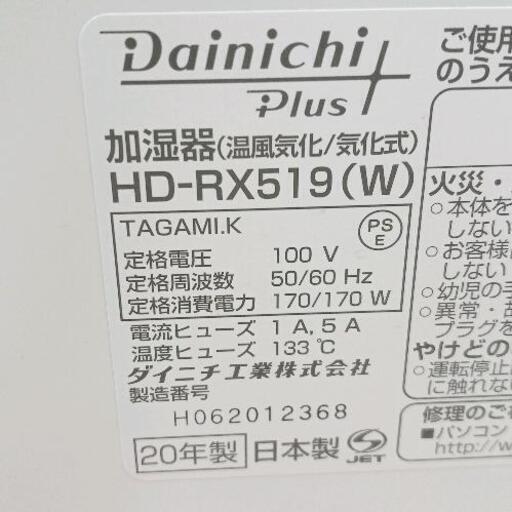 Dainichi
Plus
加湿器(温風気化/気化式)
HD-RX519(W)
TAGAMI.K
PS
E
定格電圧 100 V
定格周波数 50/60 Hz
定格消費電力 170/170 W
電流ヒューズ 1 A, 5 A
温度ヒューズ 133 ℃
ダイニチ工業株式会社
製造番号
H062012368
20年製 日本製 JET
ご使用
のうえ
火災・
○本体を
しない
○お客様
しない
○幼児の手
○異常・故
プラグを
やけどの
○運転停止
に触れない
修理のご
■パソコン
http://w